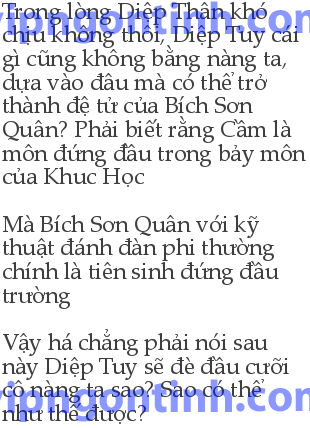 Trong lòng Diệp Thân khó
chịu không thôi, Diệp Tuy cái
gì cũng không bằng nàng ta,
dựa vào đâu mà có thể trở
thành đệ tử của Bích Sơn
Quân? Phải biết rằng Cầm là
môn đứng đầu trong bảy môn
của Khuc Học
Mà Bích Sơn Quân với kỹ
thuật đánh đàn phi thường
chính là tiên sinh đứng đầu
trường
Vậy há chẳng phải nói sau
này Diệp Tuy sẽ đè đầu cưỡi
cô nàng ta sao? Sao có thể
như thế được?
vipngontinh.com